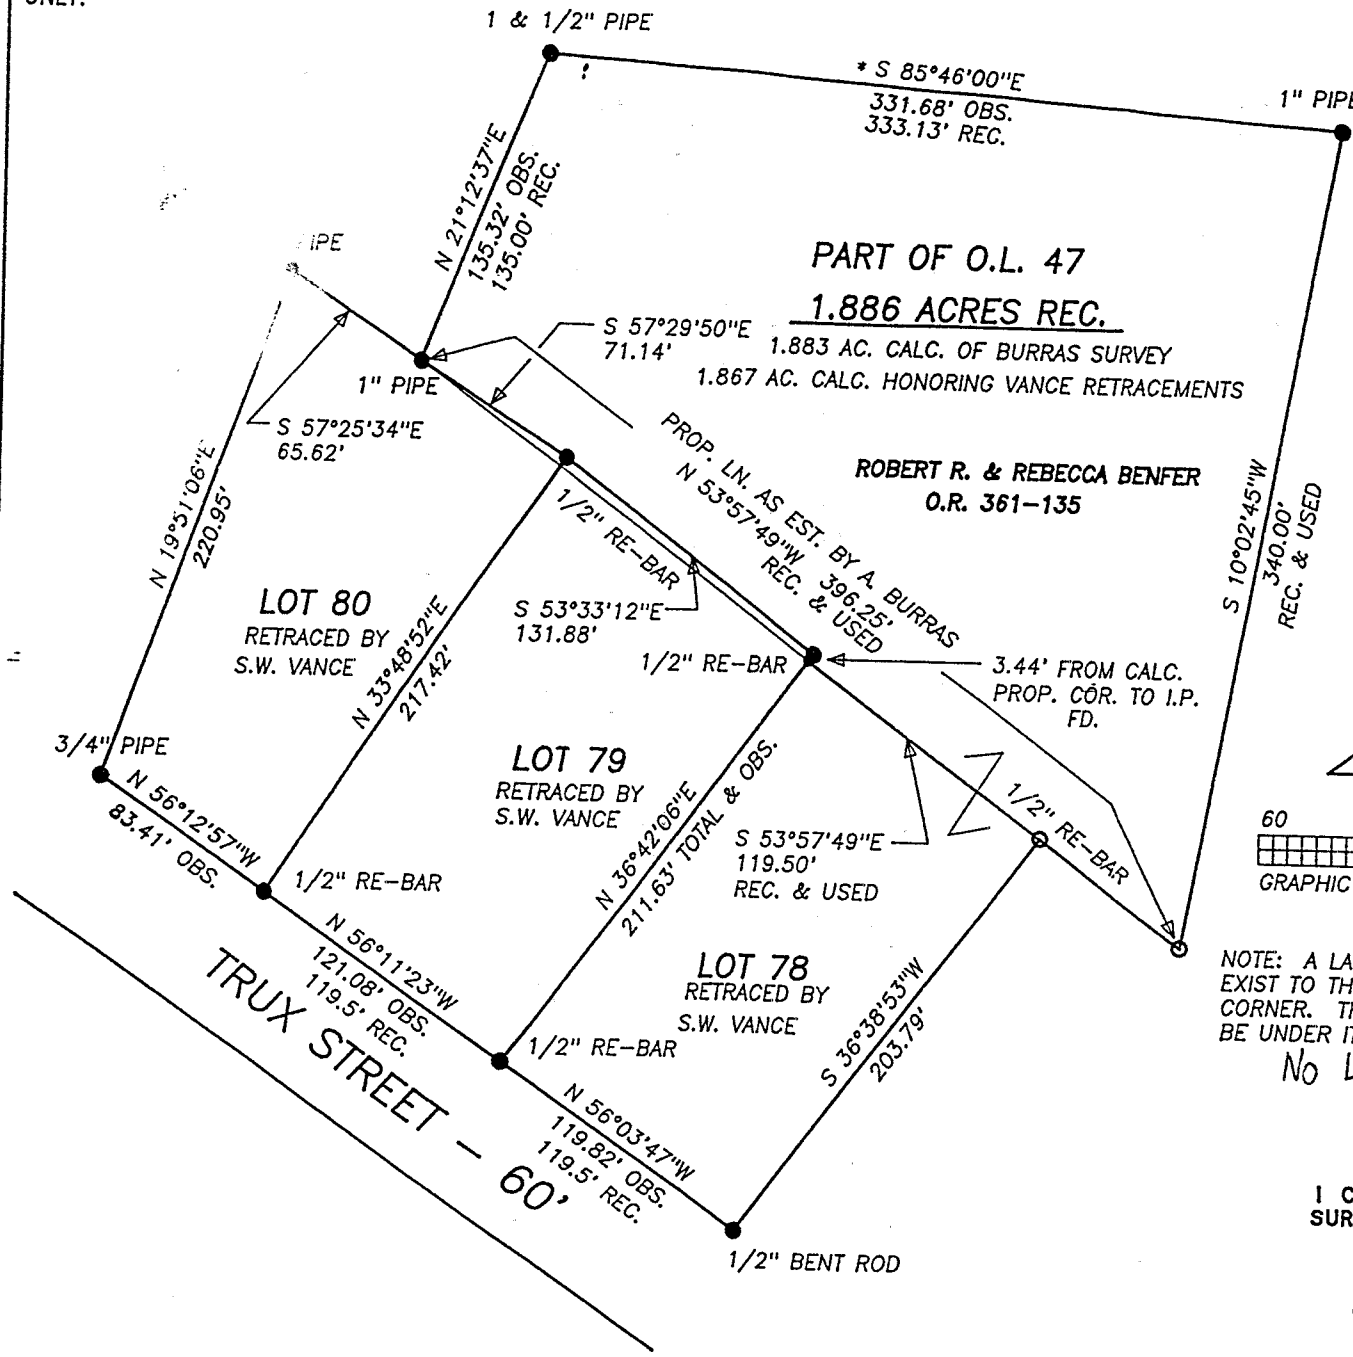 ONLY.
1 & 1/2" PIPE
* S 85°46'00"E
331.68' OBS.
333.13' REC.
1" PIPE
N 21°12'37"E
135.32' OBS.
135.00' REC.
IPE
PART OF O.L. 47
1.886 ACRES REC.
1.883 AC. CALC. OF BURRAS SURVEY
1.867 AC. CALC. HONORING VANCE RETRACEMENTS
S 57°29'50"E
71.14'
1" PIPE
S 57°25'34"E
65.62'
ROBERT R. & REBECCA BENFER
O.R. 361-135
PROP. LN. AS EST. BY A. BURRAS
N 53°57'49"W 396.25'
REC. & USED
S 10°02'45"W
340.00'
REC. & USED
N 19°51'06"E
220.95'
1/2" RE-BAR
LOT 80
RETRACED BY
S.W. VANCE
N 33°48'52"E
217.42'
S 53°33'12"E
131.88'
1/2" RE-BAR
3.44' FROM CALC.
PROP. COR. TO I.P.
FD.
3/4" PIPE
N 56°12'57"W
83.41' OBS.
LOT 79
RETRACED BY
S.W. VANCE
N 36°42'06"E
211.63' TOTAL & OBS.
S 53°57'49"E
119.50'
REC. & USED
1/2" RE-BAR
60
GRAPHIC
1/2" RE-BAR
N 56°11'23"W
121.08' OBS.
119.5' REC.
LOT 78
RETRACED BY
S.W. VANCE
S 36°38'53"W
203.79'
NOTE: A LA
EXIST TO TH
CORNER. TH
BE UNDER IT
No L
TRUX STREET - 60'
1/2" RE-BAR
N 56°03'47"W
119.82' OBS.
119.5' REC.
1/2" BENT ROD
I C
SUR